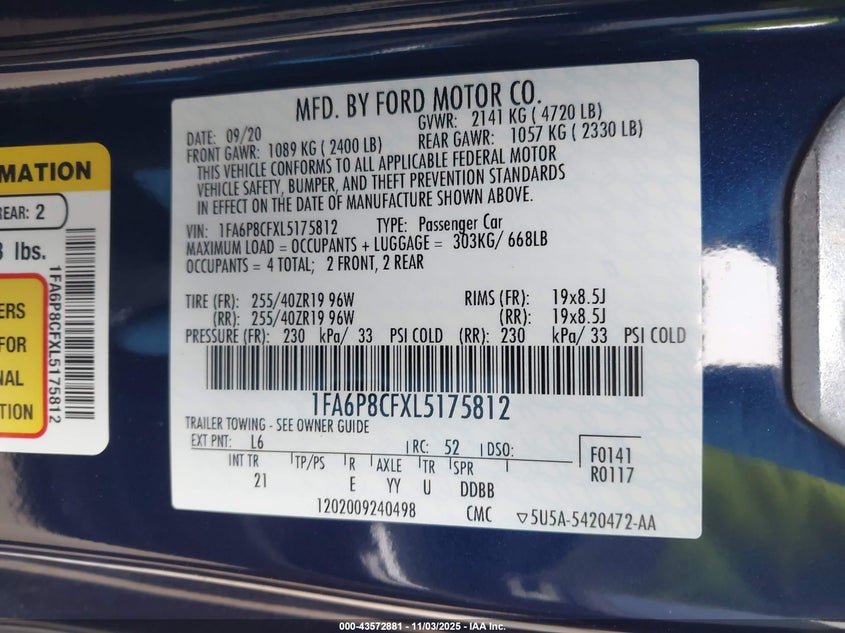 MATION
REAR: 2
lbs.
ERS
FOR
NAL
TION
1FA6P8CFXL5175812
MFD. BY FORD MOTOR CO.
DATE: 09/20 GVWR: 2141 KG ( 4720 LB)
FRONT GAWR: 1089 KG ( 2400 LB) REAR GAWR: 1057 KG ( 2330 LB)
THIS VEHICLE CONFORMS TO ALL APPLICABLE FEDERAL MOTOR
VEHICLE SAFETY, BUMPER, AND THEFT PREVENTION STANDARDS
IN EFFECT ON THE DATE OF MANUFACTURE SHOWN ABOVE.
VIN: 1FA6P8CFXL5175812 TYPE: Passenger Car
MAXIMUM LOAD = OCCUPANTS + LUGGAGE = 303KG/ 668LB
OCCUPANTS = 4 TOTAL; 2 FRONT, 2 REAR
TIRE (FR): 255/40ZR19 96W RIMS (FR): 19x8.5J
(RR): 255/40ZR19 96W (RR): 19x8.5J
PRESSURE (FR): 230 kPa/ 33 PSI COLD (RR): 230 kPa/ 33 PSI COLD
1FA6P8CFXL5175812
TRAILER TOWING - SEE OWNER GUIDE
EXT PNT: L6 RC: 52 DSO: F0141
R0117
INT TR TP/PS R AXLE TR SPR
21 E YY U DDBB
1202009240498 CMC ▽5U5A-5420472-AA
000-43572881 - 11/03/2025 - IAA Inc.